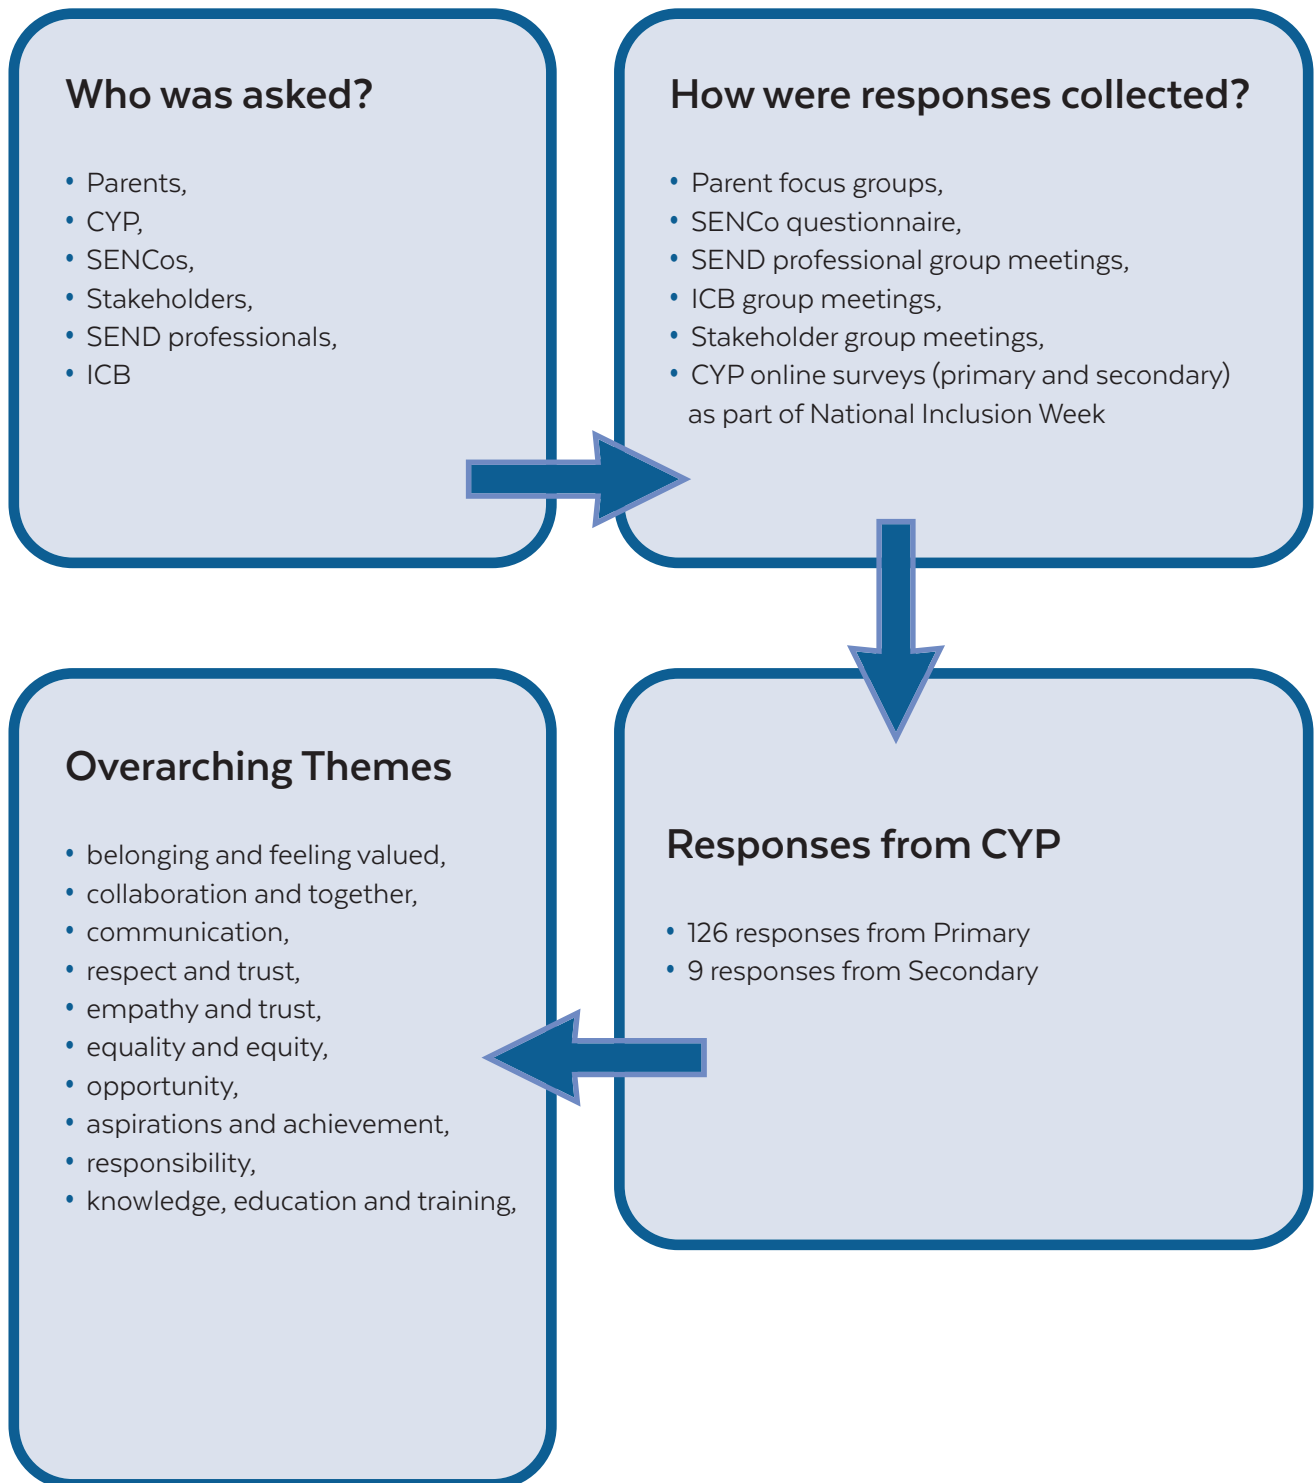 Who was asked?
• Parents,
• CYP,
• SENCos,
• Stakeholders,
• SEND professionals,
• ICB
How were responses collected?
• Parent focus groups,
• SENCo questionnaire,
• SEND professional group meetings,
• ICB group meetings,
• Stakeholder group meetings,
• CYP online surveys (primary and secondary)
as part of National Inclusion Week
Responses from CYP
• 126 responses from Primary
• 9 responses from Secondary
Overarching Themes
• belonging and feeling valued,
• collaboration and together,
• communication,
• respect and trust,
• empathy and trust,
• equality and equity,
• opportunity,
• aspirations and achievement,
• responsibility,
• knowledge, education and training,